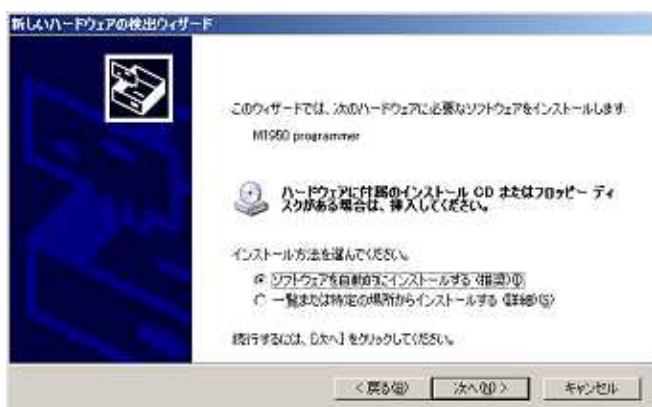 新しいハードウェアの検出ウィザード
このウィザードでは、次のハードウェアに必要なソフトウェアをインストールします:
M1950 programmer
ハードウェアに付属のインストール CD またはフロッピー ディ
スクがある場合は、挿入してください。
インストール方法を選んでください。
ソフトウェアを自動的にインストールする (推奨)(I)
一覧または特定の場所からインストールする (詳細)(S)
続行するには、[次へ] をクリックしてください。
< 戻る(B)
次へ(N) >
キャンセル